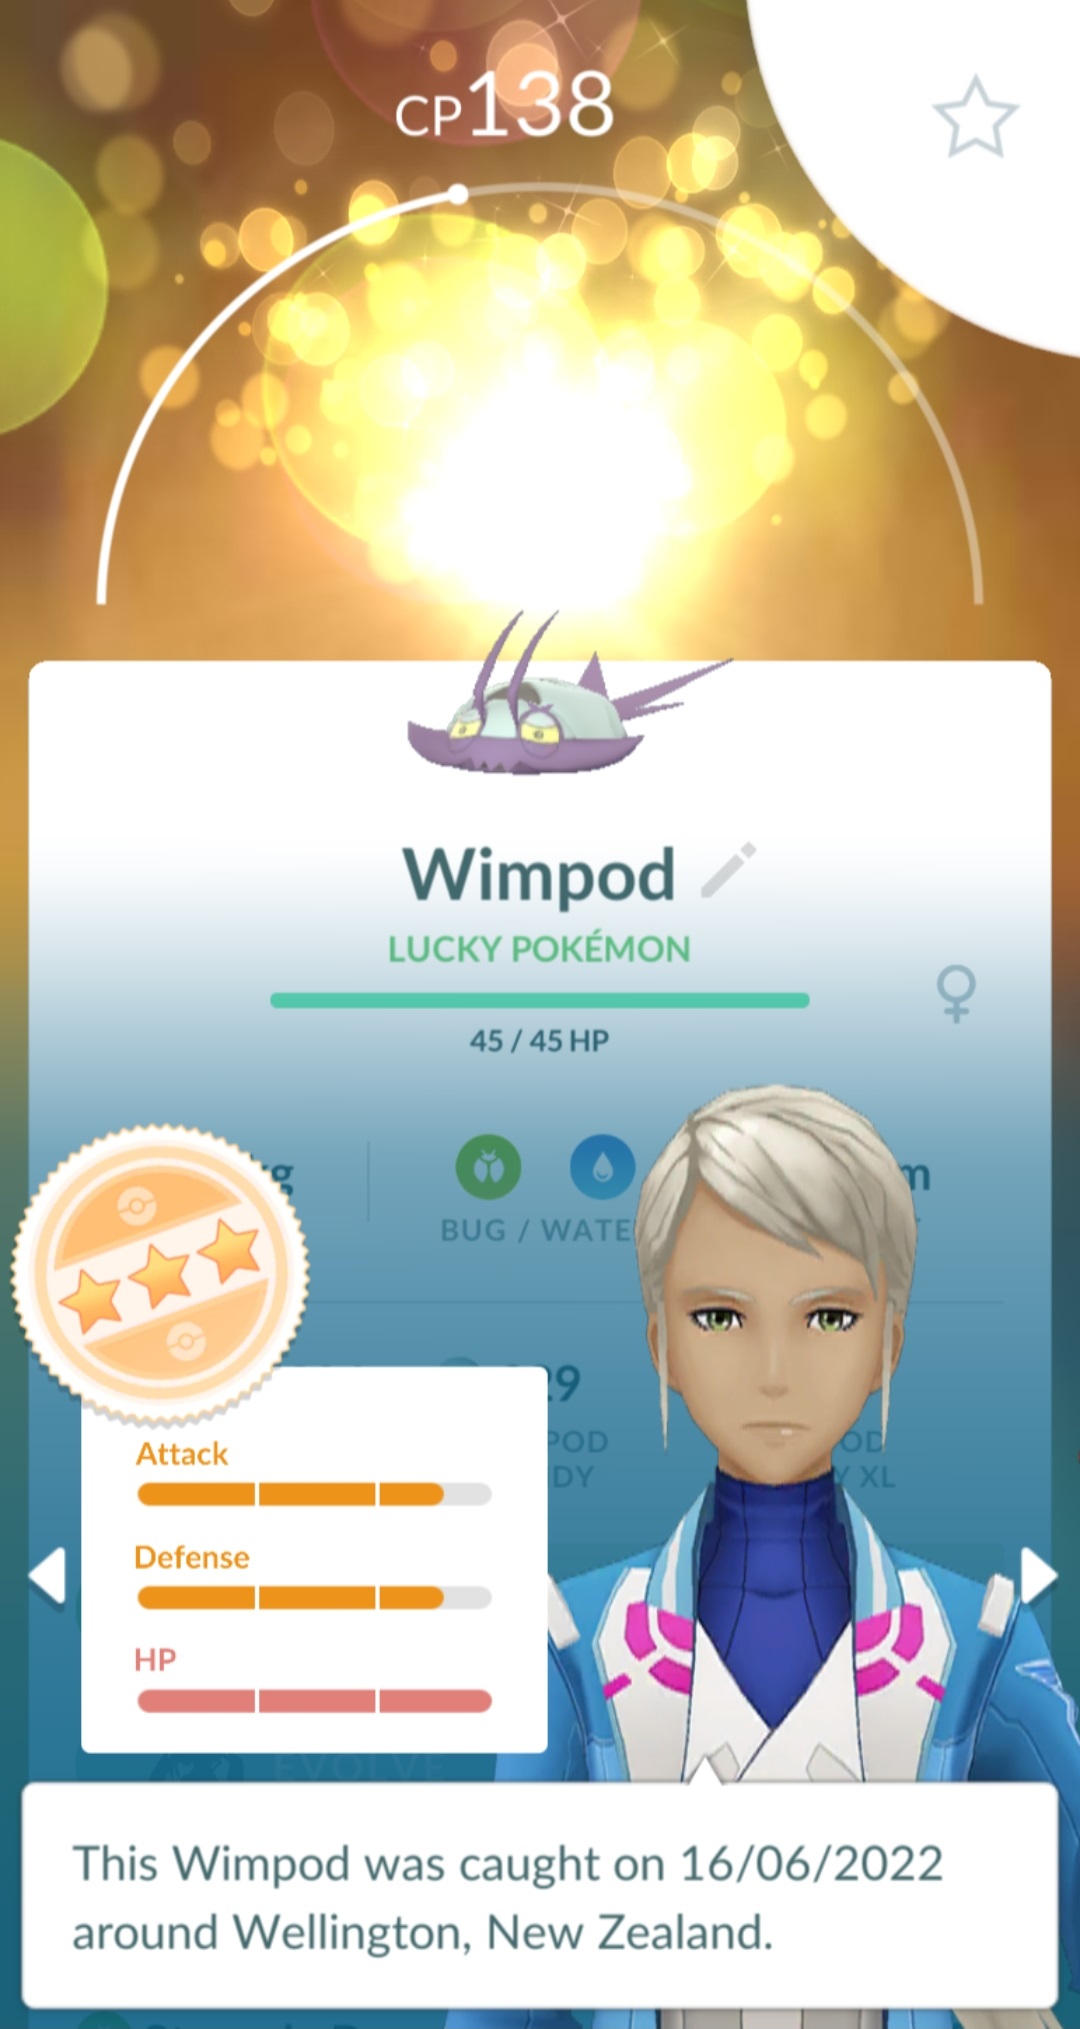 CP138
Wimpod
LUCKY POKÉMON
45 / 45 HP
BUG /
Attack
Defense
HP
EVOLVE
This Wimpod was caught on 16/06/2022
around Wellington, New Zealand.